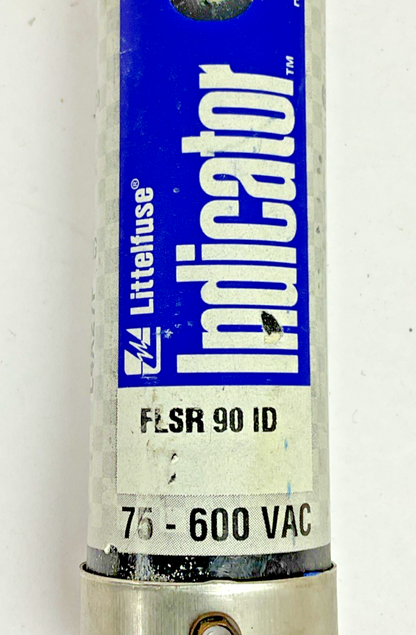 Littelfuse®
Indicator™
FLSR 90 ID
75 - 600 VAC